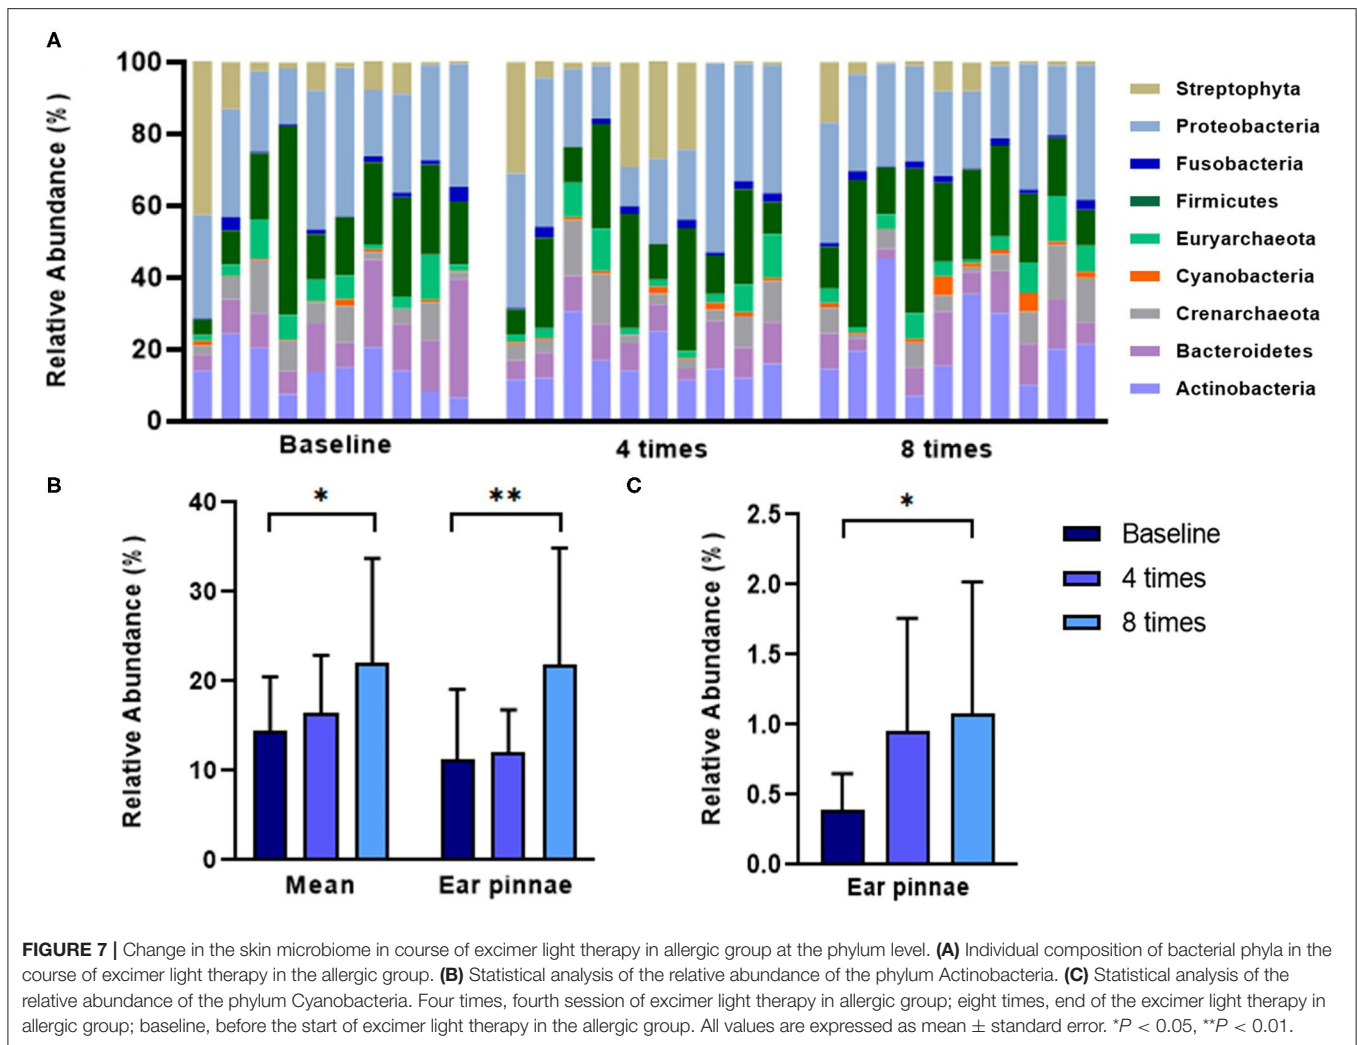 A
Relative Abundance (%)
100
80
60
40
20
0
Baseline
4 times
8 times
Streptophyta
Proteobacteria
Fusobacteria
Firmicutes
Euryarchaeota
Cyanobacteria
Crenarchaeota
Bacteroidetes
Actinobacteria
B
Relative Abundance (%)
40
30
20
10
0
*
**
Mean
Ear pinnae
C
Relative Abundance (%)
2.5
2.0
1.5
1.0
0.5
0.0
*
Ear pinnae
Baseline
4 times
8 times
FIGURE 7 | Change in the skin microbiome in course of excimer light therapy in allergic group at the phylum level. (A) Individual composition of bacterial phyla in the
course of excimer light therapy in the allergic group. (B) Statistical analysis of the relative abundance of the phylum Actinobacteria. (C) Statistical analysis of the
relative abundance of the phylum Cyanobacteria. Four times, fourth session of excimer light therapy in allergic group; eight times, end of the excimer light therapy in
allergic group; baseline, before the start of excimer light therapy in the allergic group. All values are expressed as mean ± standard error. *P < 0.05, **P < 0.01.